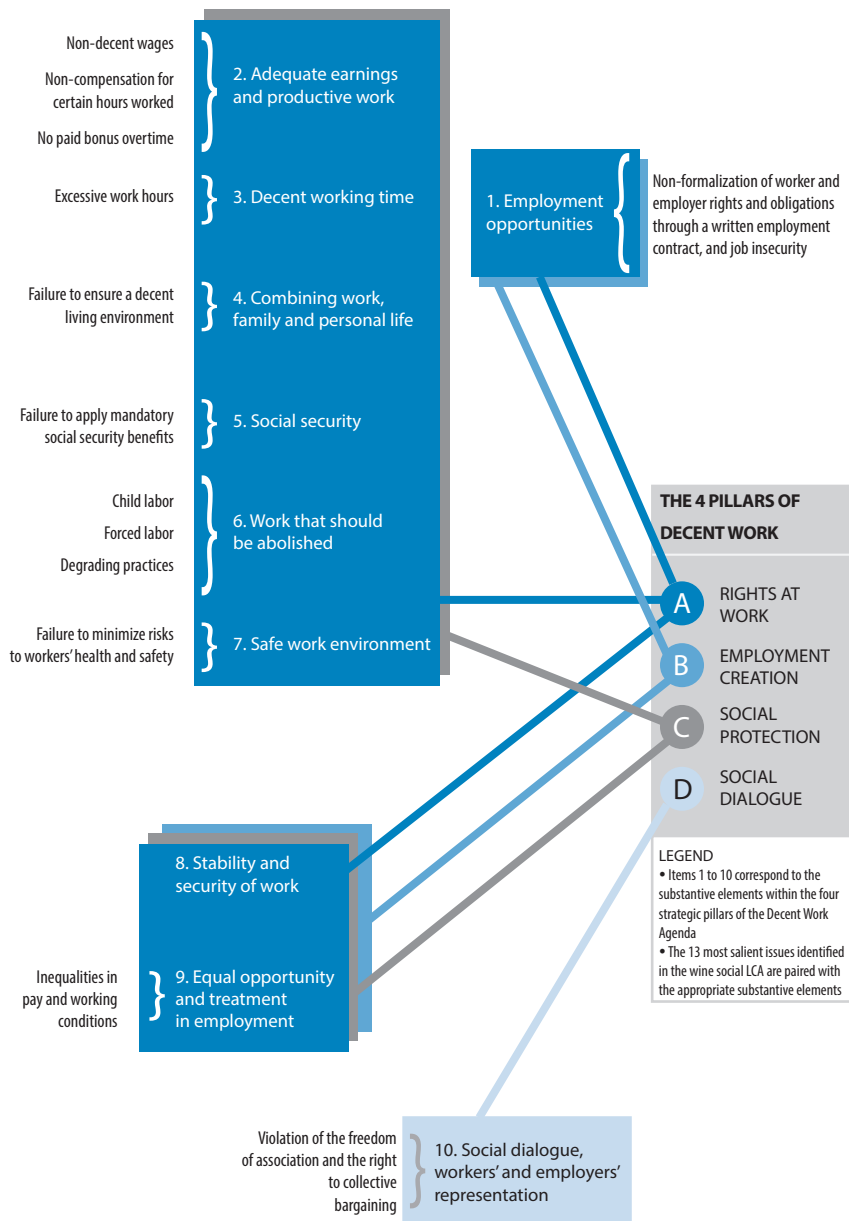 Non-decent wages
Non-compensation for
certain hours worked
No paid bonus overtime
2. Adequate earnings
and productive work
Excessive work hours
3. Decent working time
Failure to ensure a decent
living environment
4. Combining work,
family and personal life
Failure to apply mandatory
social security benefits
5. Social security
Child labor
Forced labor
Degrading practices
6. Work that should
be abolished
Failure to minimize risks
to workers' health and safety
7. Safe work environment
1. Employment
opportunities
Non-formalization of worker and
employer rights and obligations
through a written employment
contract, and job insecurity
THE 4 PILLARS OF
DECENT WORK
A
RIGHTS AT
WORK
B
EMPLOYMENT
CREATION
C
SOCIAL
PROTECTION
D
SOCIAL
DIALOGUE
LEGEND
• Items 1 to 10 correspond to the
substantive elements within the four
strategic pillars of the Decent Work
Agenda
• The 13 most salient issues identified
in the wine social LCA are paired with
the appropriate substantive elements
8. Stability and
security of work
Inequalities in
pay and working
conditions
9. Equal opportunity
and treatment
in employment
Violation of the freedom
of association and the right
to collective
bargaining
10. Social dialogue,
workers' and employers'
representation